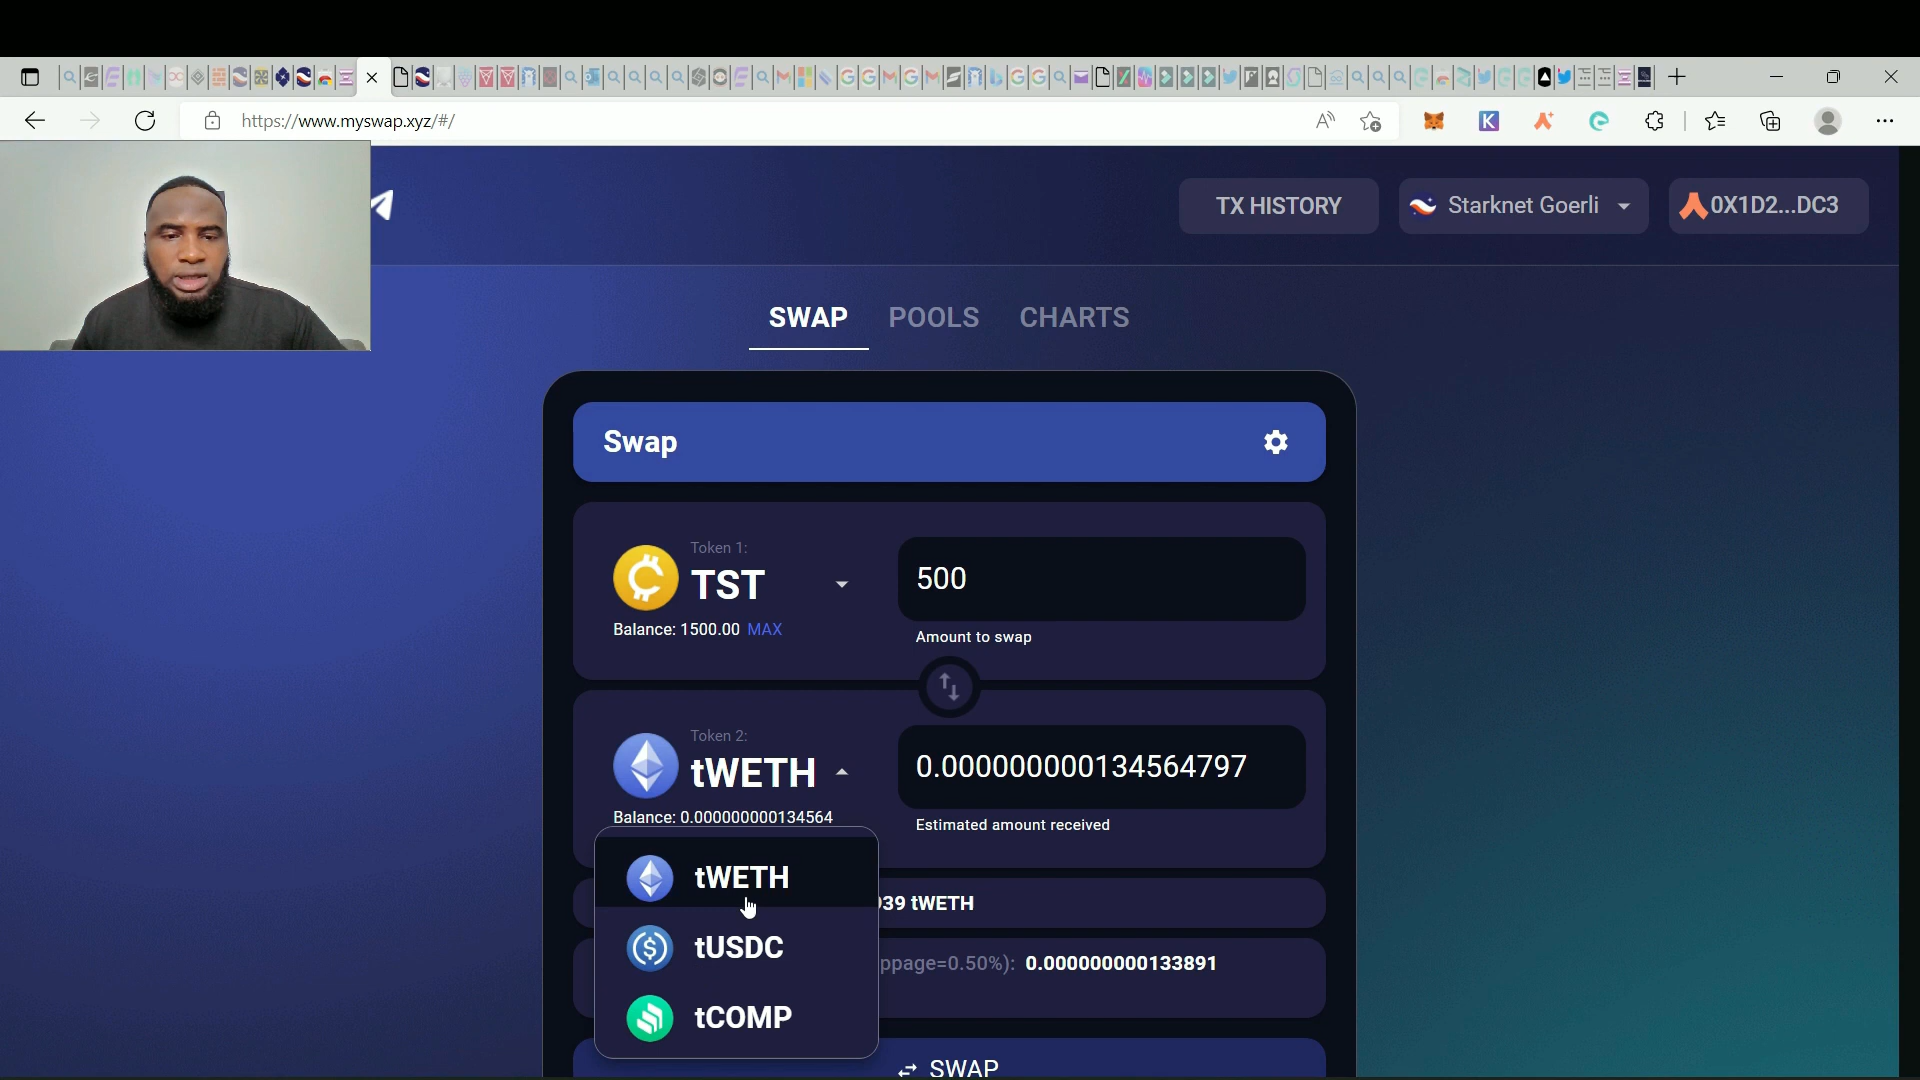 https://www.myswap.xyz/#/
TX HISTORY
Starknet Goerli
0X1D2...DC3
SWAP
POOLS
CHARTS
Swap
Token 1:
TST
500
Balance: 1500.00 MAX
Amount to swap
Token 2:
tWETH
0.000000000134564797
Balance: 0.000000000134564
Estimated amount received
tWETH
39 tWETH
tUSDC
ppage=0.50%): 0.000000000133891
tCOMP
SWAP